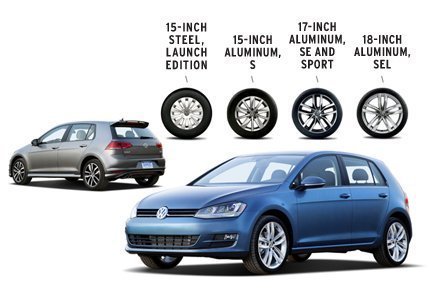 15-INCH
STEEL,
LAUNCH
EDITION
15-INCH
ALUMINUM,
S
17-INCH
ALUMINUM,
SE AND
SPORT
18-INCH
ALUMINUM,
SEL